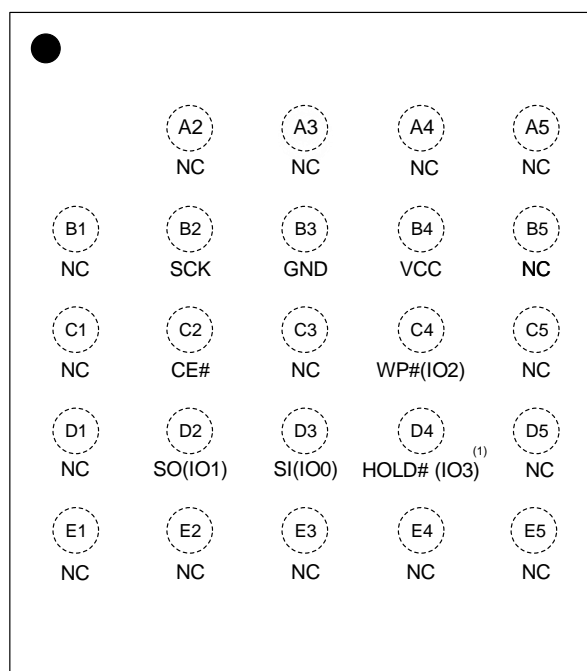 A2 A3 A4 A5
NC NC NC NC
B1 B2 B3 B4 B5
NC SCK GND VCC NC
C1 C2 C3 C4 C5
NC CE# NC WP#(IO2) NC
D1 D2 D3 D4 D5
NC SO(IO1) SI(IO0) HOLD# (IO3) (1) NC
E1 E2 E3 E4 E5
NC NC NC NC NC